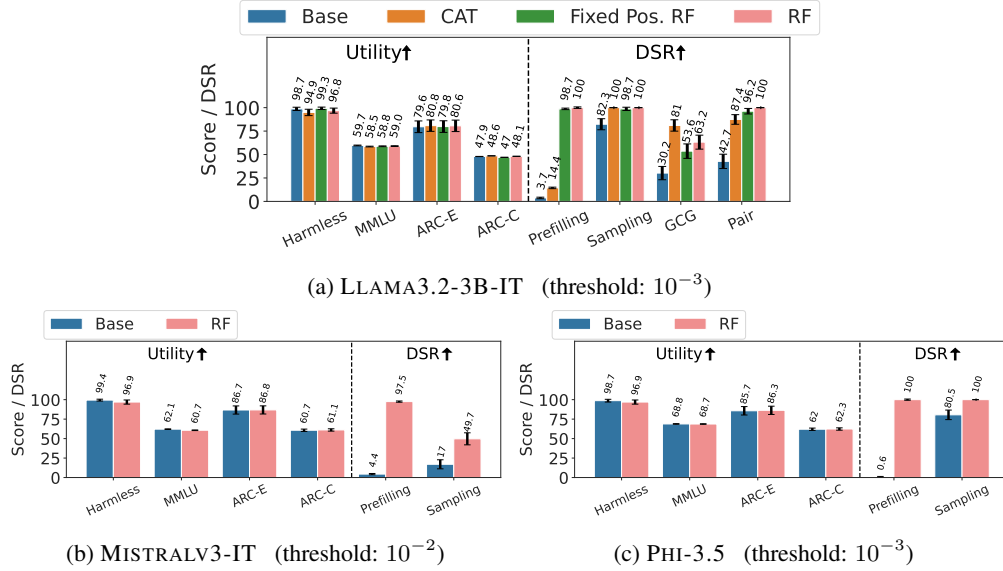 Base CAT Fixed Pos. RF RF
Utility↑ DSR↑
Score / DSR
100
75
50
25
0
98.7 94.9 99.3 96.8 59.7 58.5 58.8 59.0 79.6 80.8 79.8 80.6 47.9 48.6 47 48.1 3.7 14.4 98.7 100 82.3 100 98.7 100 30.2 81 53.6 63.2 42.7 87.4 96.2 100
Harmless MMLU ARC-E ARC-C Prefilling Sampling GCG Pair
(a) LLAMA3.2-3B-IT (threshold: 10⁻³)
Base RF
Utility↑ DSR↑
Score / DSR
100
75
50
25
0
99.4 96.9 62.1 60.7 86.7 86.8 60.7 61.1 4.4 97.5 17 49.7
Harmless MMLU ARC-E ARC-C Prefilling Sampling
(b) MISTRALV3-IT (threshold: 10⁻²)
Base RF
Utility↑ DSR↑
Score / DSR
100
75
50
25
0
98.7 96.9 68.8 68.7 85.7 86.3 62 62.3 0.6 100 80.5 100
Harmless MMLU ARC-E ARC-C Prefilling Sampling
(c) PHI-3.5 (threshold: 10⁻³)